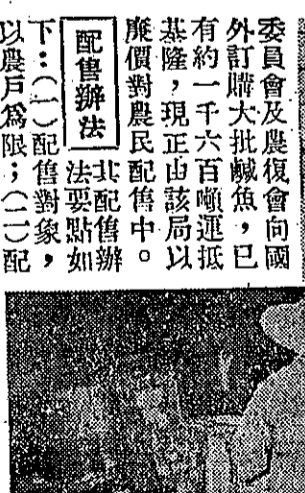 委員會及農復會向國
外訂購大批鹹魚，已
有約一千六百噸運抵
基隆，現正由該局以
廉價對農民配售中。
配售辦法
其配售辦
法要點如
下：（一）配售對象，
以農戶爲限；（二）配